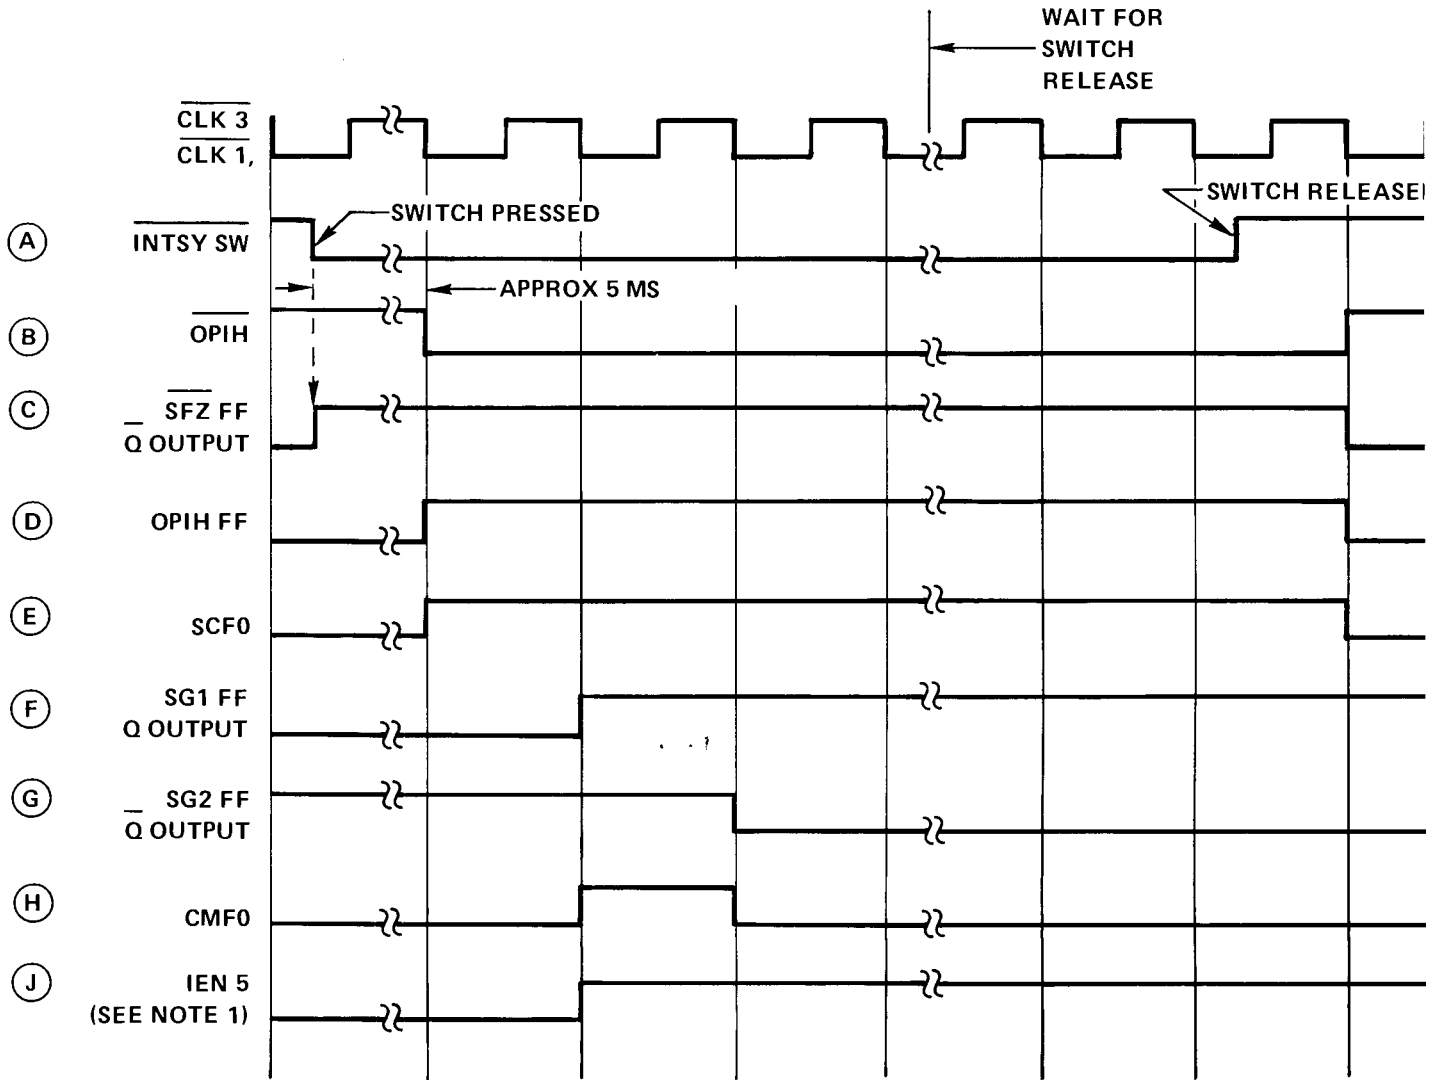 WAIT FOR
SWITCH
RELEASE
CLK 3
CLK 1,
SWITCH RELEASE
SWITCH PRESSED
A
INTSY SW
APPROX 5 MS
B
OPIH
C
SFZ FF
Q OUTPUT
D
OPIH FF
E
SCF0
F
SG1 FF
Q OUTPUT
G
SG2 FF
Q OUTPUT
H
CMF0
J
IEN 5
(SEE NOTE 1)